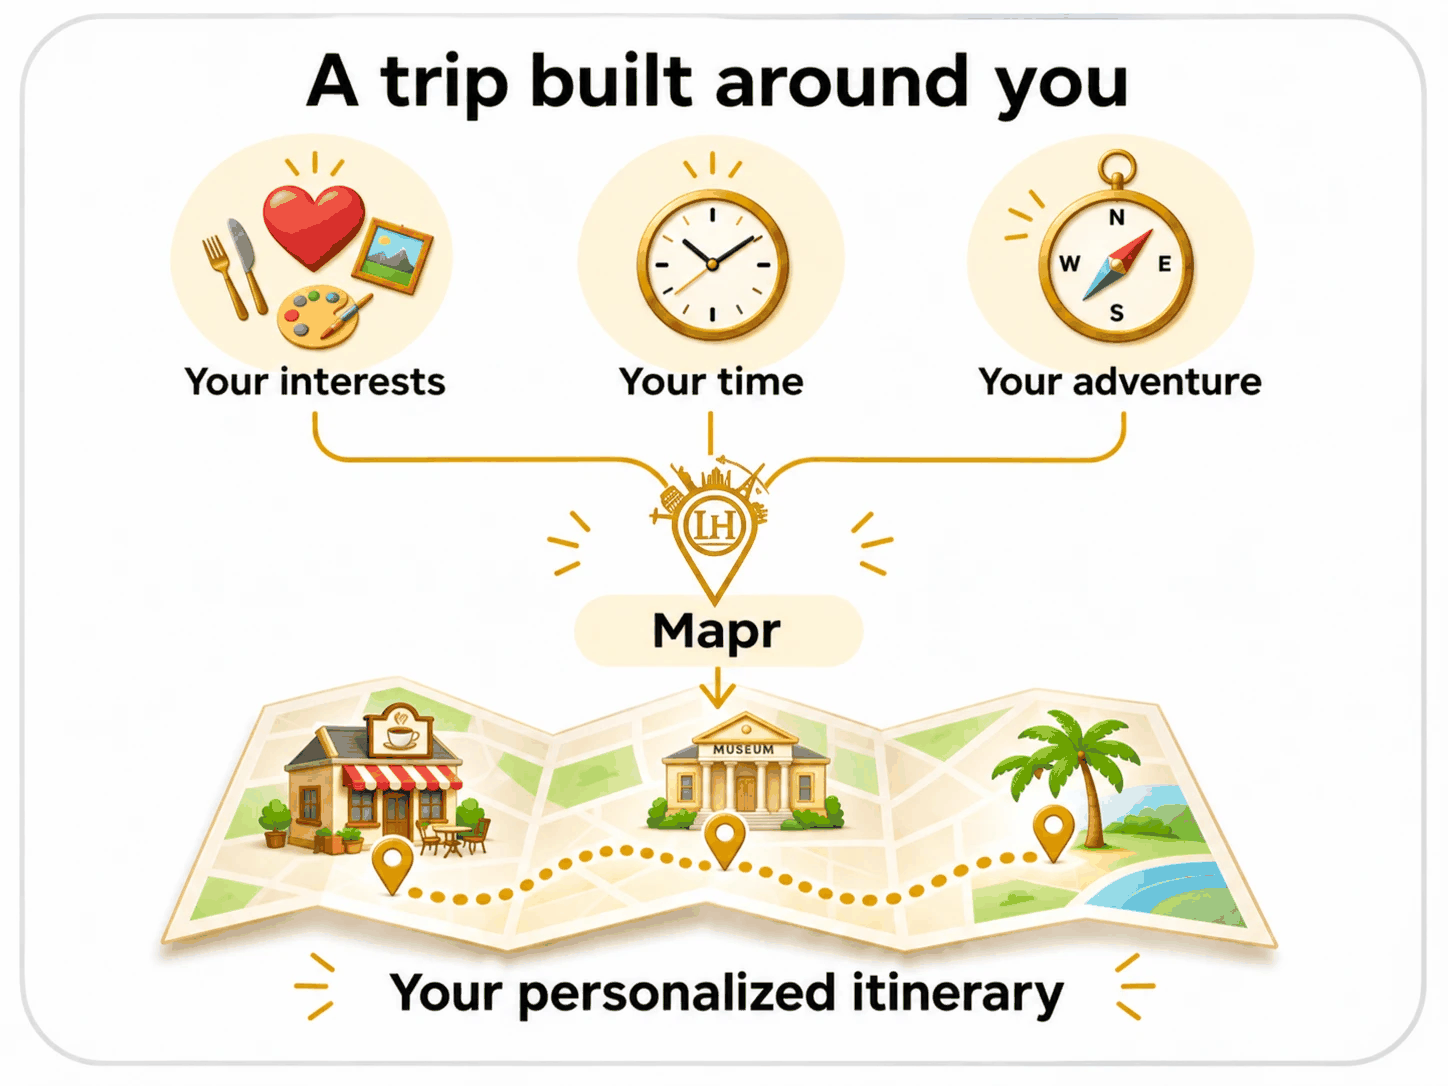 A trip built around you
Your interests
Your time
Your adventure
N
W
E
S
LH
Mapr
MUSEUM
Your personalized itinerary